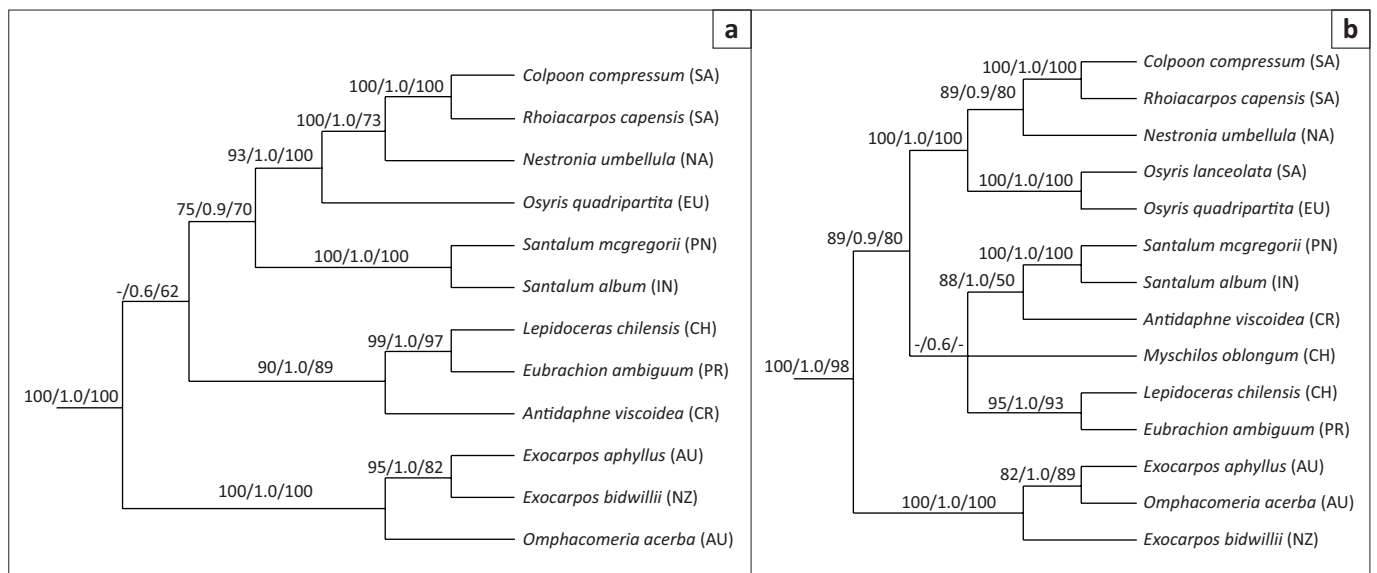 a
100/1.0/100
Colpoon compressum (SA)
Rhoiacarpos capensis (SA)
100/1.0/73
Nestronia umbellula (NA)
93/1.0/100
Osyris quadripartita (EU)
75/0.9/70
Santalum mcgregorii (PN)
100/1.0/100
Santalum album (IN)
-/0.6/62
Lepidoceras chilensis (CH)
99/1.0/97
Eubrachion ambiguum (PR)
90/1.0/89
100/1.0/100
Antidaphne viscoidea (CR)
Exocarpos aphyllus (AU)
95/1.0/82
Exocarpos bidwillii (NZ)
100/1.0/100
Omphacomeria acerba (AU)
b
Colpoon compressum (SA)
100/1.0/100
Rhoiacarpos capensis (SA)
89/0.9/80
Nestronia umbellula (NA)
100/1.0/100
Osyris lanceolata (SA)
100/1.0/100
Osyris quadripartita (EU)
89/0.9/80
Santalum mcgregorii (PN)
100/1.0/100
Santalum album (IN)
88/1.0/50
Antidaphne viscoidea (CR)
-/0.6/-
Myschilos oblongum (CH)
100/1.0/98
Lepidoceras chilensis (CH)
95/1.0/93
Eubrachion ambiguum (PR)
Exocarpos aphyllus (AU)
82/1.0/89
Omphacomeria acerba (AU)
100/1.0/100
Exocarpos bidwillii (NZ)